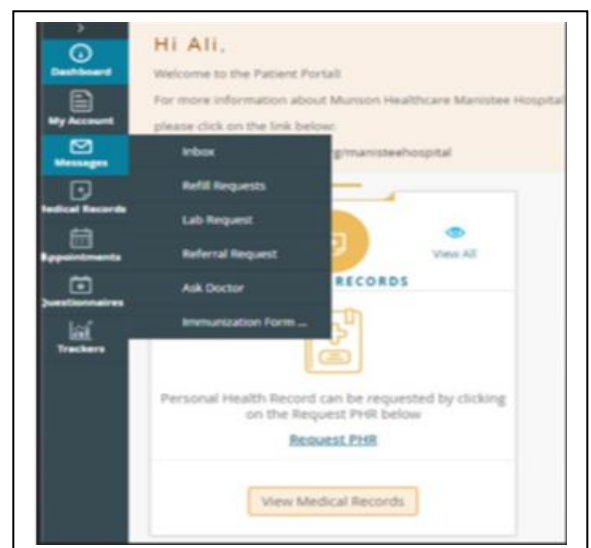 Hi Ali,
Welcome to the Patient Portal!
For more information about Munson Healthcare Manistee Hospital
please click on the link below:
rg/manisteehospital
Dashboard
My Account
Messages
Medical Records
Appointments
Questionnaires
Trackers
Inbox
Refill Requests
Lab Request
Referral Request
Ask Doctor
Immunization Form ...
View All
RECORDS
Personal Health Record can be requested by clicking
on the Request PHR below
Request PHR
View Medical Records